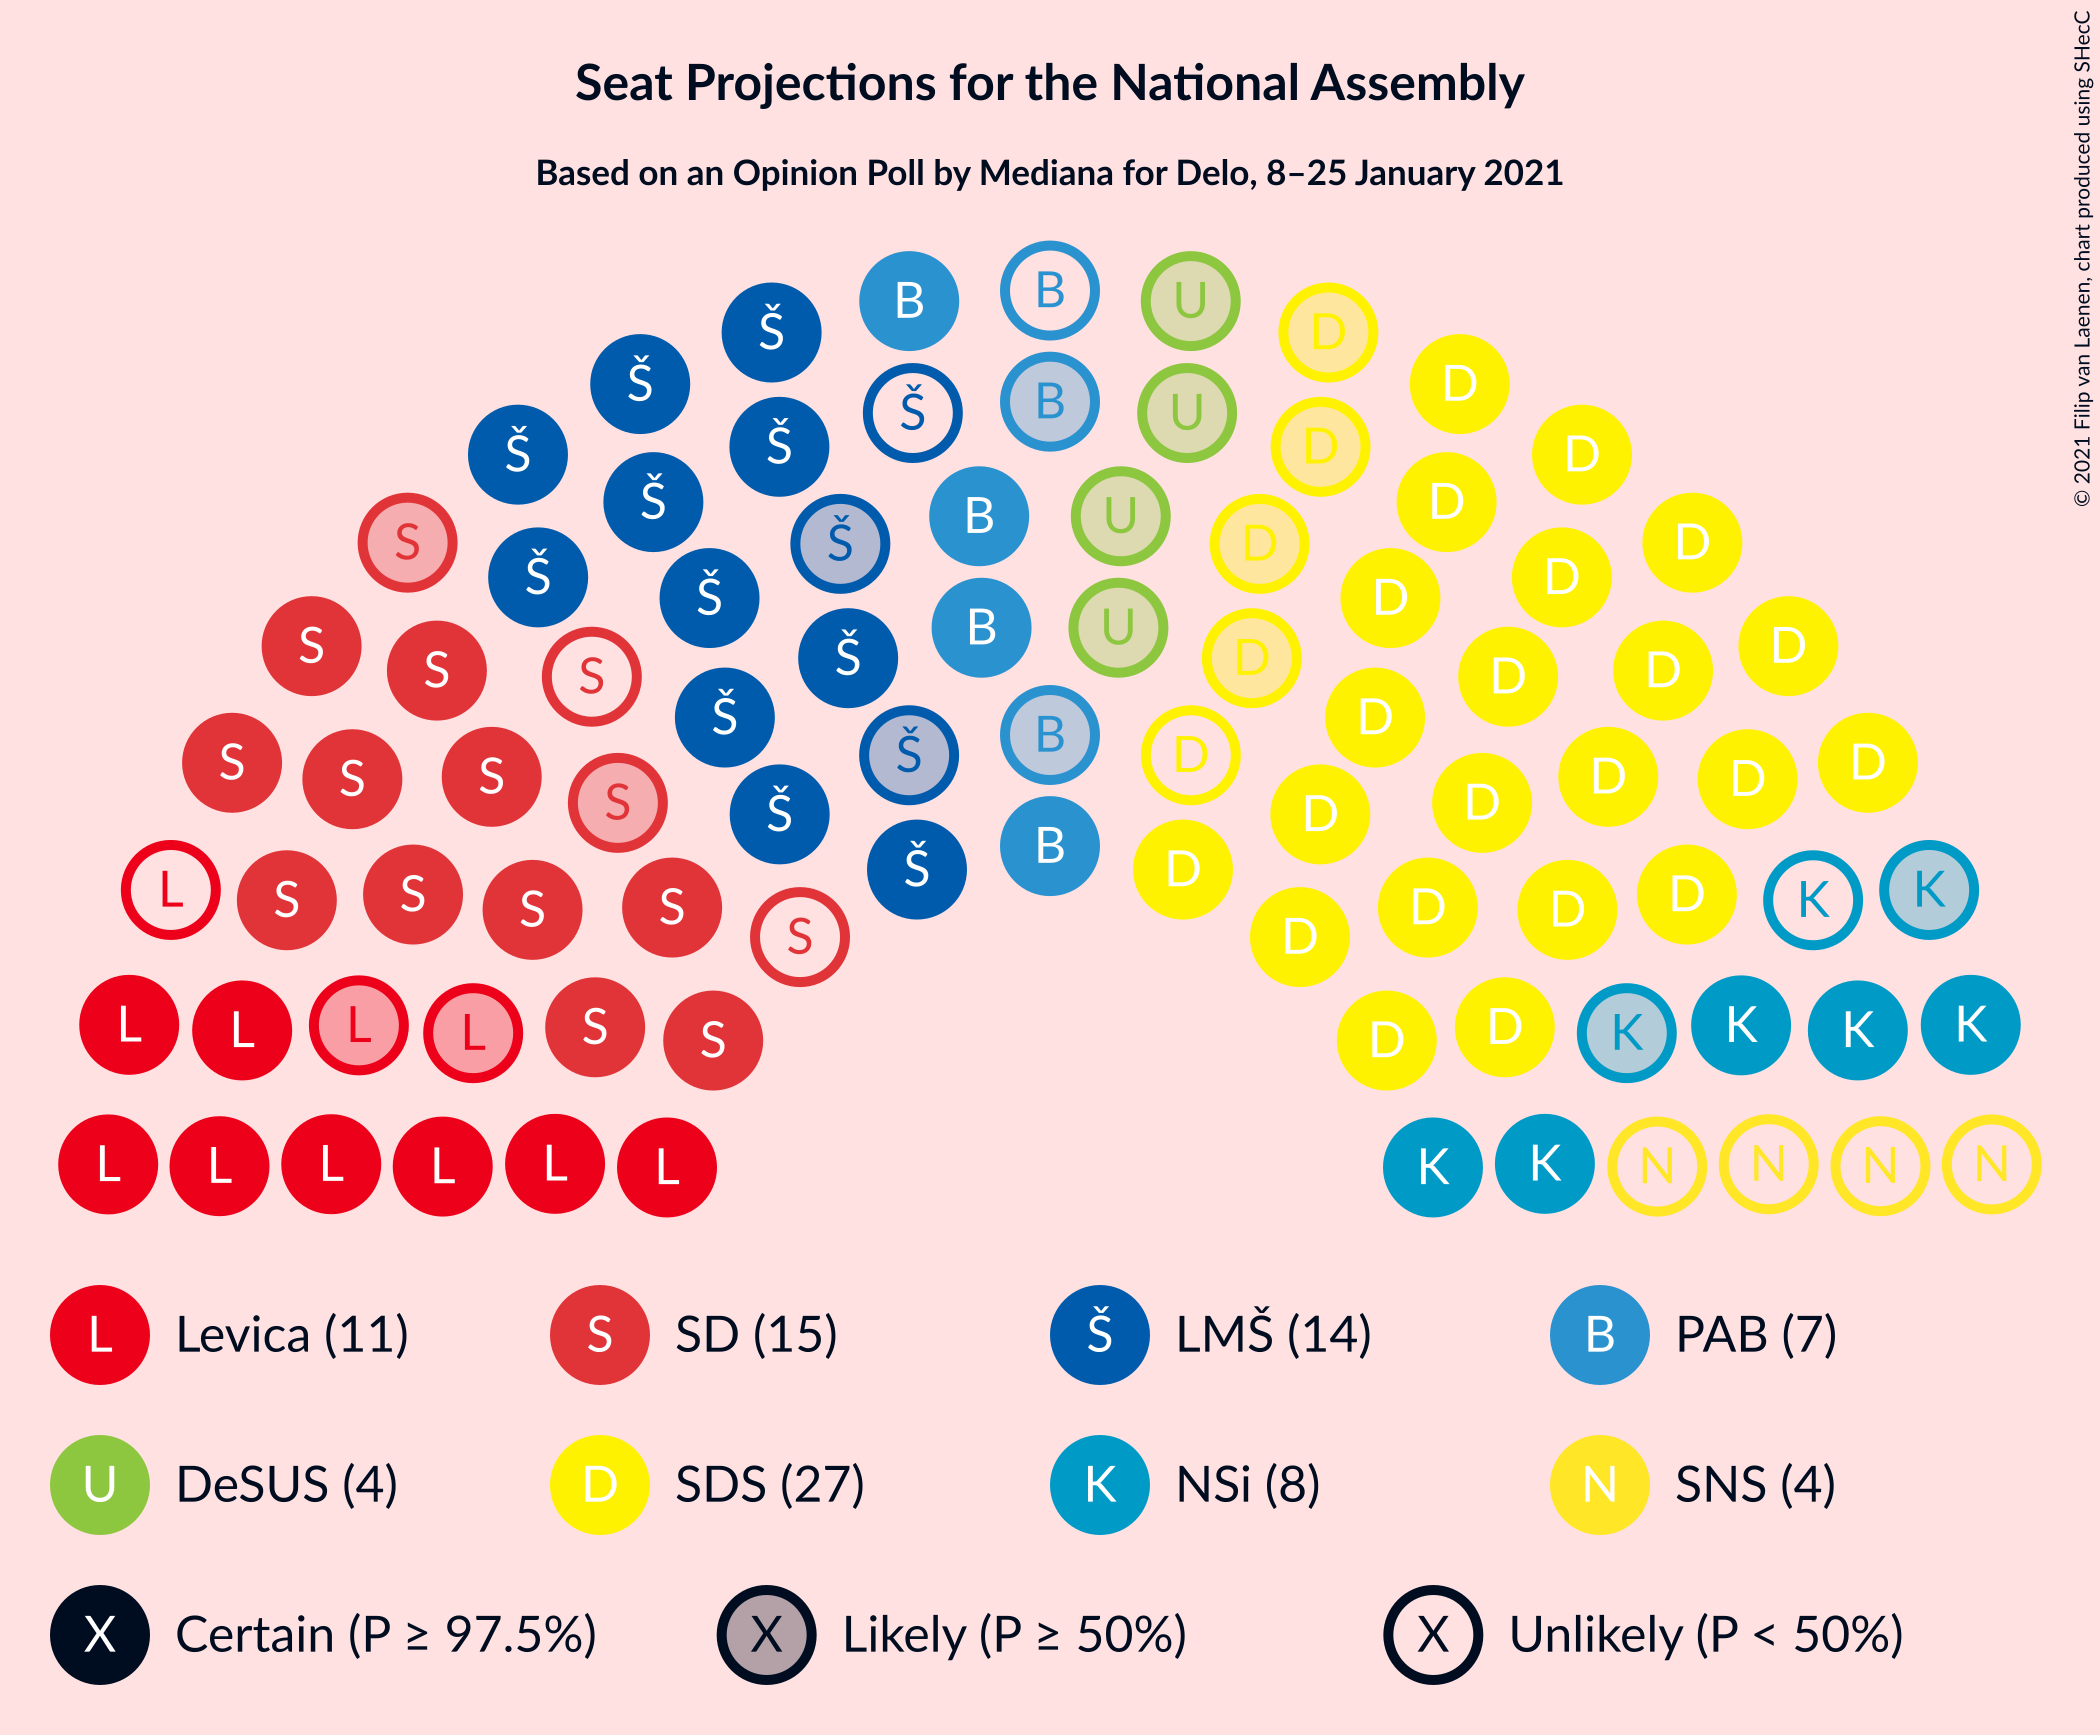 Seat Projections for the National Assembly
Based on an Opinion Poll by Mediana for Delo, 8–25 January 2021
© 2021 Filip van Laenen, chart produced using SHecC
B B U
Š D
Š Š B U D
Š Š D D
Š Š B U D D
S Š Š D D D
S S Š Š B U D D D D
S S S S Š Š B D D D D D
S S S S Š Š B D D D D D
L S S S S S D D D D K K
L L L L S S D D K K K K
L L L L L L K K N N N N
L Levica (11)
S SD (15)
Š LMŠ (14)
B PAB (7)
U DeSUS (4)
D SDS (27)
K NSi (8)
N SNS (4)
X Certain (P ≥ 97.5%)
X Likely (P ≥ 50%)
X Unlikely (P < 50%)